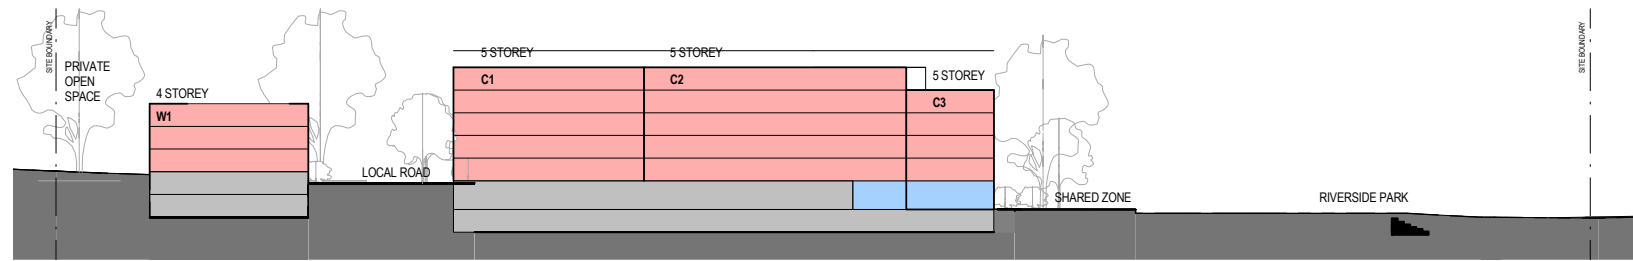 SITE BOUNDARY
PRIVATE
OPEN
SPACE
4 STOREY
W1
LOCAL ROAD
5 STOREY
C1
5 STOREY
C2
5 STOREY
C3
SHARED ZONE
RIVERSIDE PARK
SITE BOUNDARY